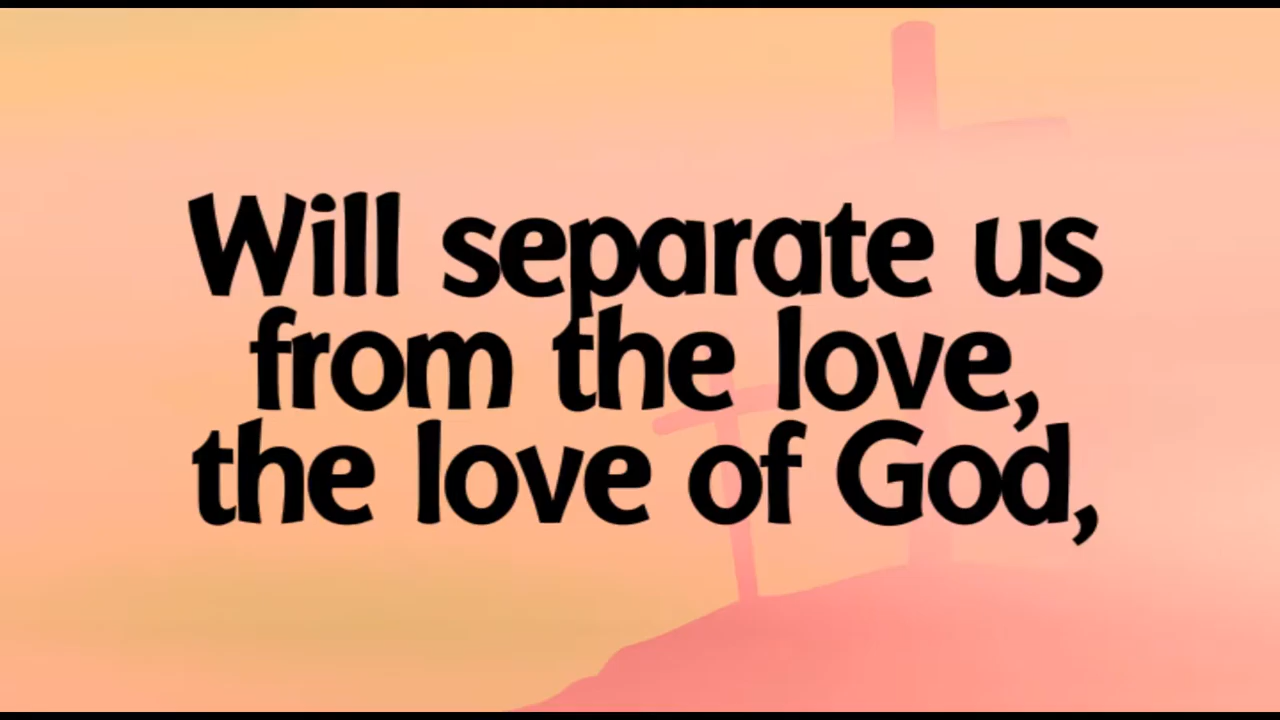 Will separate us
from the love,
the love of God,